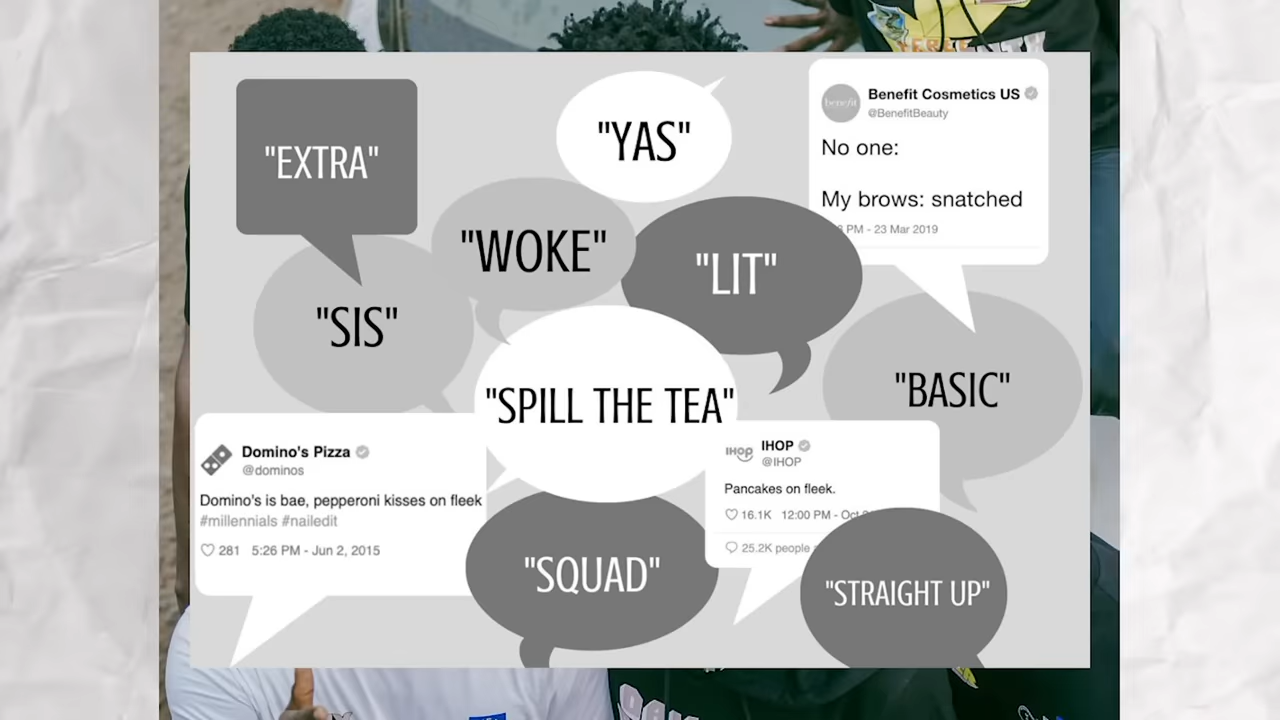 "EXTRA"
"YAS"
benefit
Benefit Cosmetics US
@BenefitBeauty
No one:
My brows: snatched
PM - 23 Mar 2019
"WOKE"
"LIT"
"SIS"
"SPILL THE TEA"
"BASIC"
Domino's Pizza
@dominos
Domino's is bae, pepperoni kisses on fleek
#millennials #nailedit
281 5:26 PM - Jun 2, 2015
IHOP
IHOP
@IHOP
Pancakes on fleek.
16.1K 12:00 PM - Oct
25.2K people
"SQUAD"
"STRAIGHT UP"